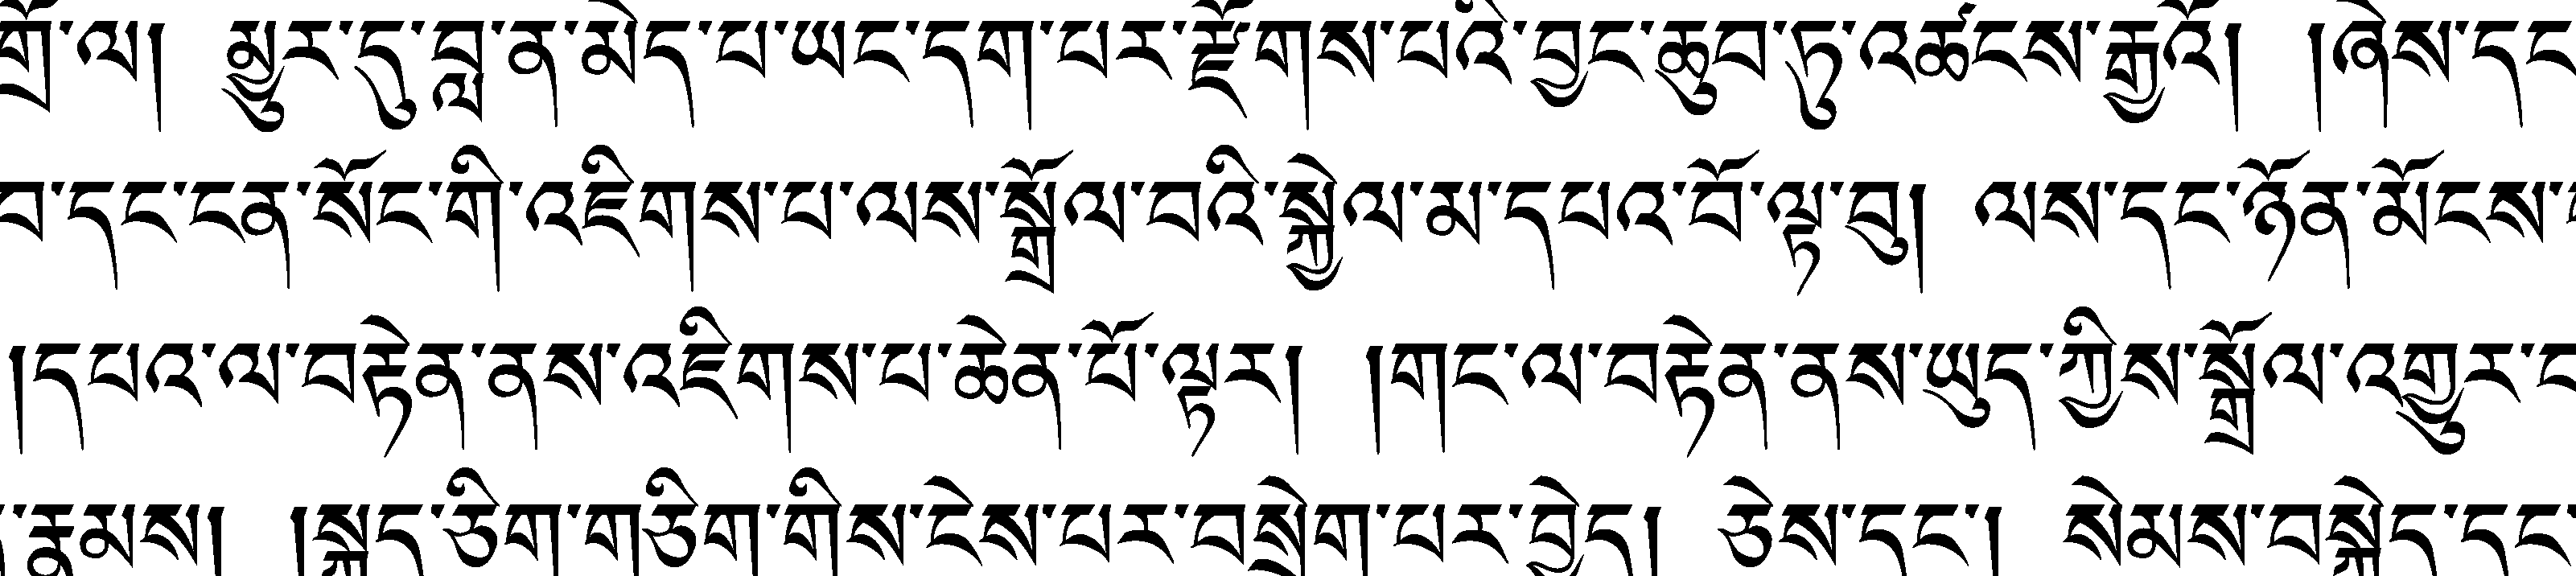 གྲོ་ལ། མྱུར་དུ་བླ་ན་མེད་པ་ཡང་དག་པར་རྫོགས་པའི་བྱང་ཆུབ་ཏུ་འཚང་རྒྱའོ། །ཞེས་དང
བ་དང་ངན་སོང་གི་འཇིགས་པ་ལས་སྒྲོལ་བའི་སྐྱེལ་མ་དཔའ་བོ་ལྟ་བུ། ལས་དང་ཉོན་མོངས་
།དཔའ་ལ་བརྟེན་ནས་འཇིགས་པ་ཆེན་པོ་ལྟར། །གང་ལ་བརྟེན་ནས་ཡུད་ཀྱིས་སྒྲོལ་འགྱུར་བ
་རྣམས། །སྐད་ཅིག་གཅིག་གིས་ངེས་པར་བསྲེག་པར་བྱེད། ཅེས་དང་། སེམས་བསྐྱེད་དང་